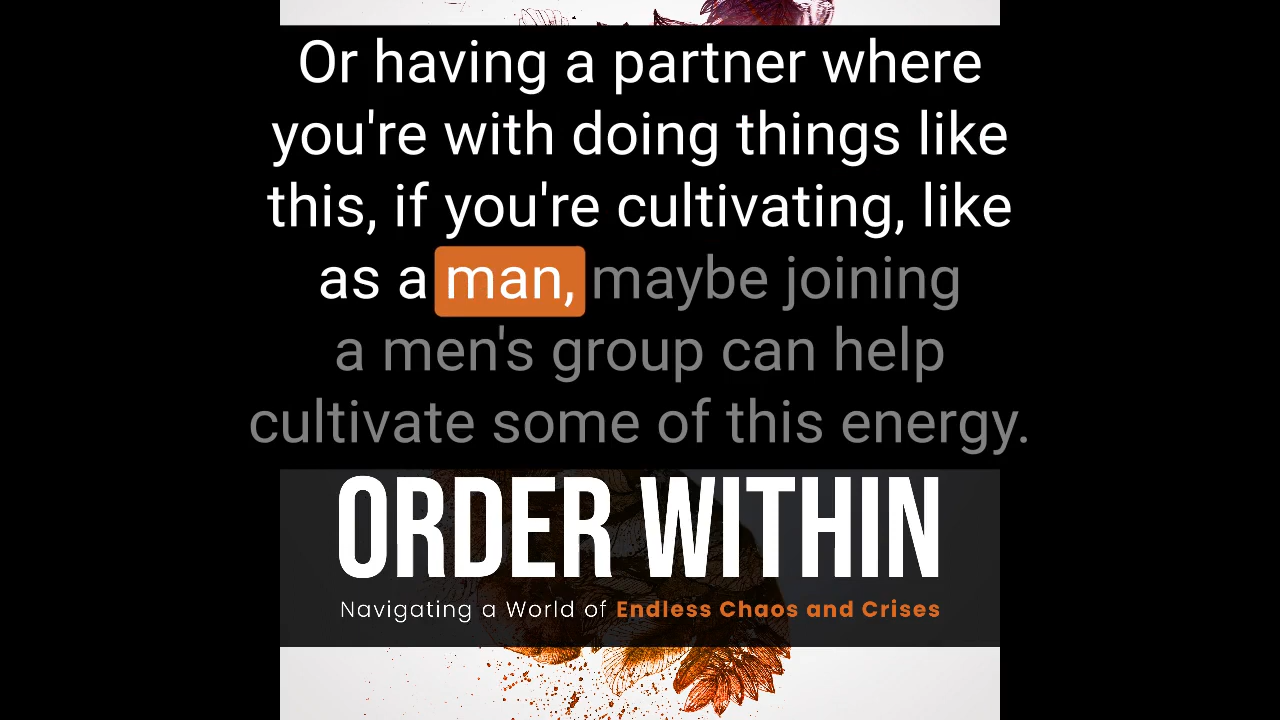 Or having a partner where
you're with doing things like
this, if you're cultivating, like
as a man, maybe joining
a men's group can help
cultivate some of this energy.
ORDER WITHIN
Navigating a World of Endless Chaos and Crises